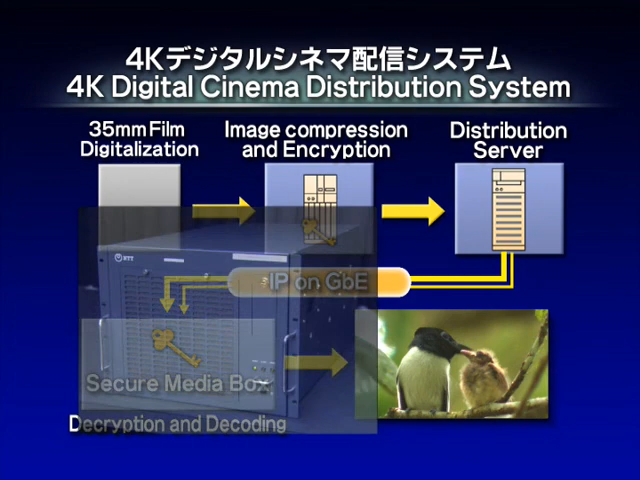 4Kデジタルシネマ配信システム
4K Digital Cinema Distribution System
35mm Film
Digitalization
Image compression
and Encryption
Distribution
Server
NTT
IP on GbE
Secure Media Box
Decryption and Decoding